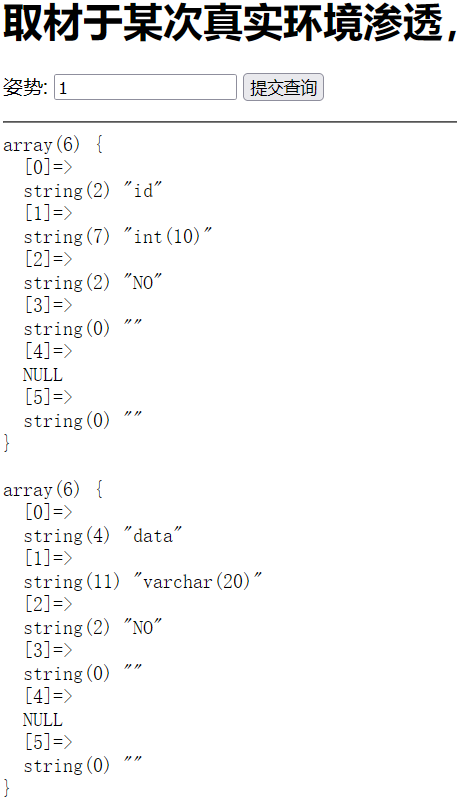 取材于某次真实环境渗透，
姿势: 1 提交查询
array(6) {
[0]=>
string(2) "id"
[1]=>
string(7) "int(10)"
[2]=>
string(2) "NO"
[3]=>
string(0) ""
[4]=>
NULL
[5]=>
string(0) ""
}
array(6) {
[0]=>
string(4) "data"
[1]=>
string(11) "varchar(20)"
[2]=>
string(2) "NO"
[3]=>
string(0) ""
[4]=>
NULL
[5]=>
string(0) ""
}